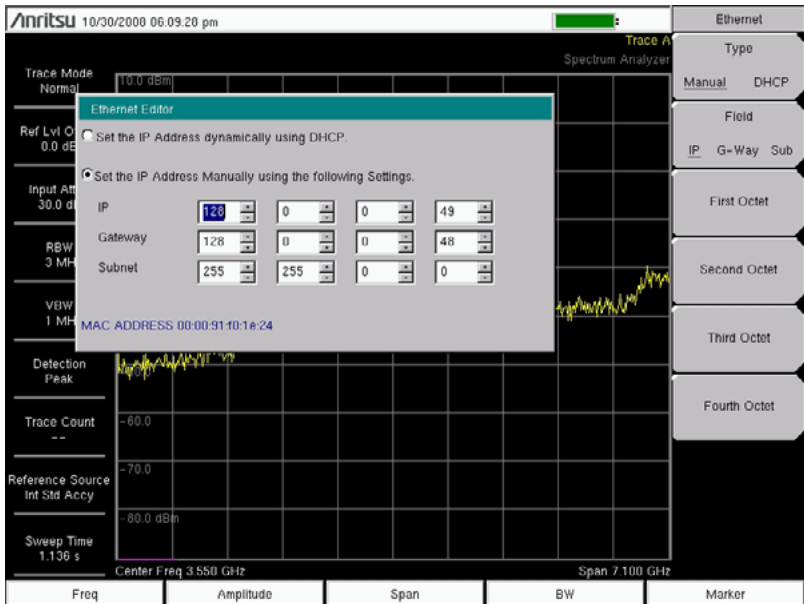 Anritsu 10/30/2008 06:09:28 pm
Trace A
Spectrum Analyzer
Trace Mode
Normal
Ref Lvl O
0.0 dB
Input Att
30.0 d
RBW
3 MH
VBW
1 MH
Detection
Peak
Trace Count
--
Reference Source
Int Std Accy
Sweep Time
1.136 s
10.0 dBm
Ethernet Editor
Set the IP Address dynamically using DHCP.
Set the IP Address Manually using the following Settings.
IP 128 0 0 49
Gateway 128 0 0 48
Subnet 255 255 0 0
MAC ADDRESS 00:00:91:f0:1e:24
-60.0
-70.0
-80.0 dBm
Center Freq 3.550 GHz
Span 7.100 GHz
Ethernet
Type
Manual DHCP
Field
IP G-Way Sub
First Octet
Second Octet
Third Octet
Fourth Octet
Freq
Amplitude
Span
BW
Marker